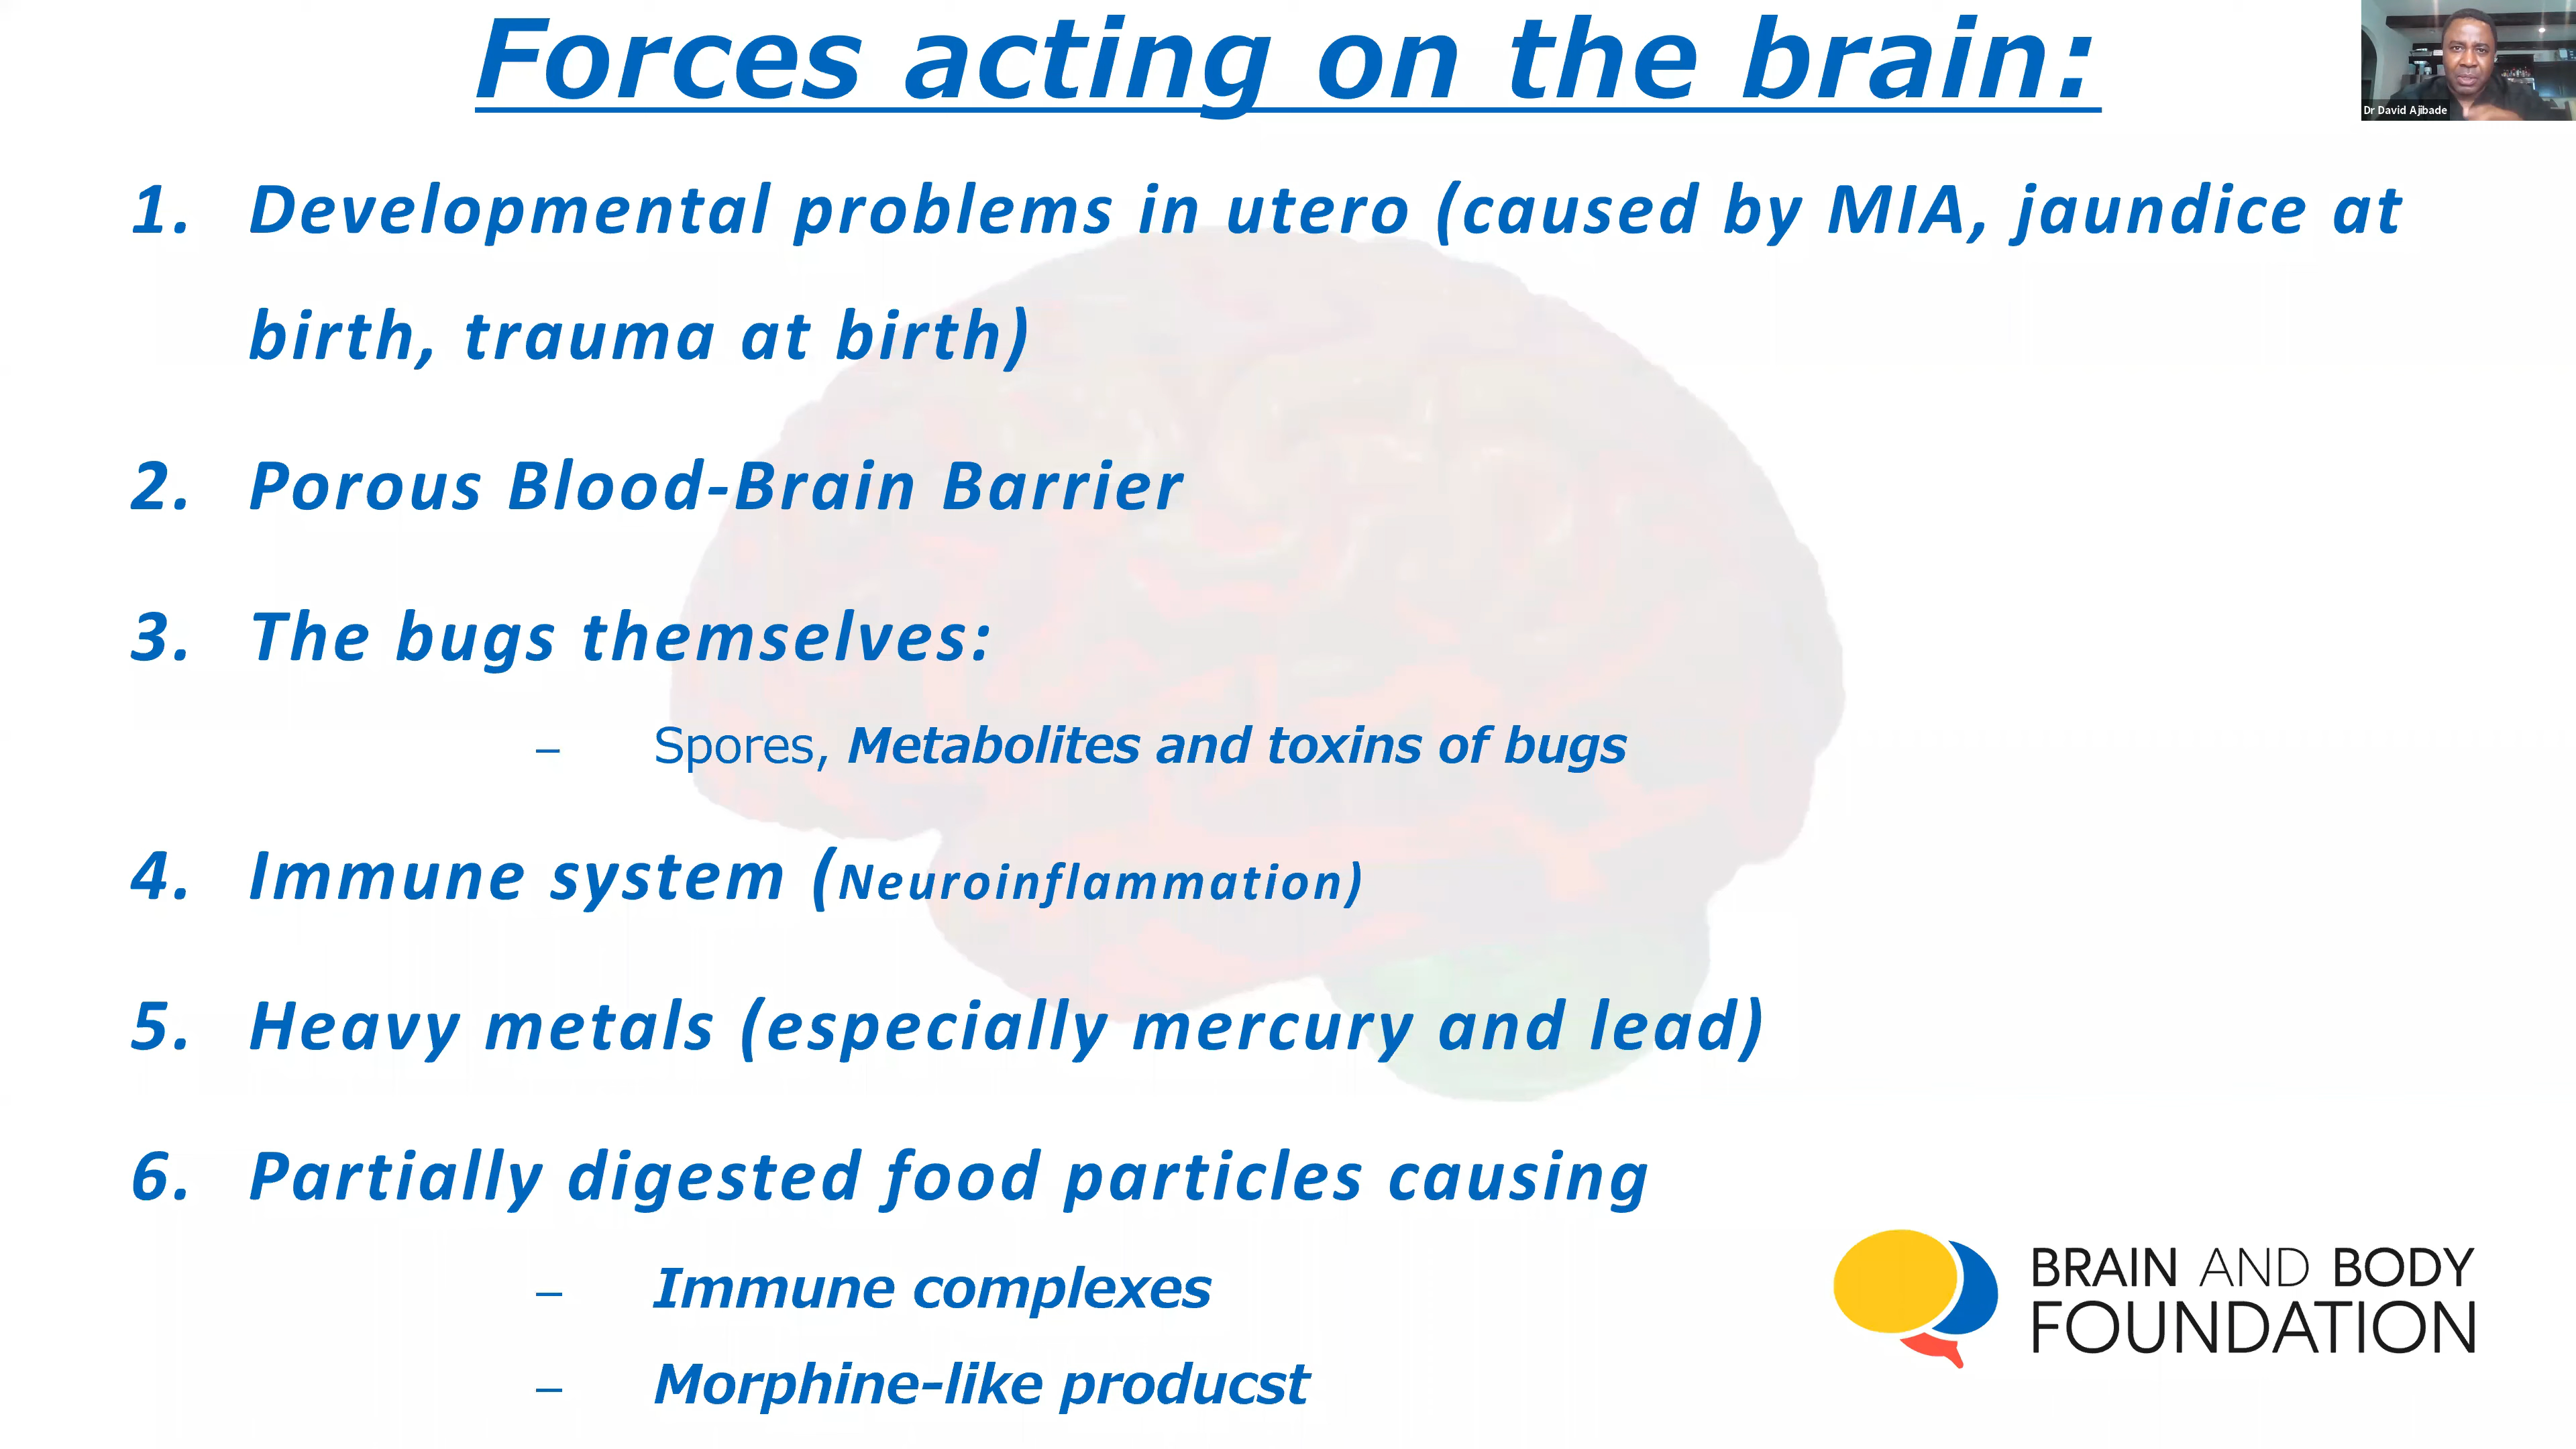 Forces acting on the brain:
Dr David Ajibade
1. Developmental problems in utero (caused by MIA, jaundice at
birth, trauma at birth)
2. Porous Blood-Brain Barrier
3. The bugs themselves:
– Spores, Metabolites and toxins of bugs
4. Immune system (Neuroinflammation)
5. Heavy metals (especially mercury and lead)
6. Partially digested food particles causing
– Immune complexes
– Morphine-like producst
BRAIN AND BODY
FOUNDATION